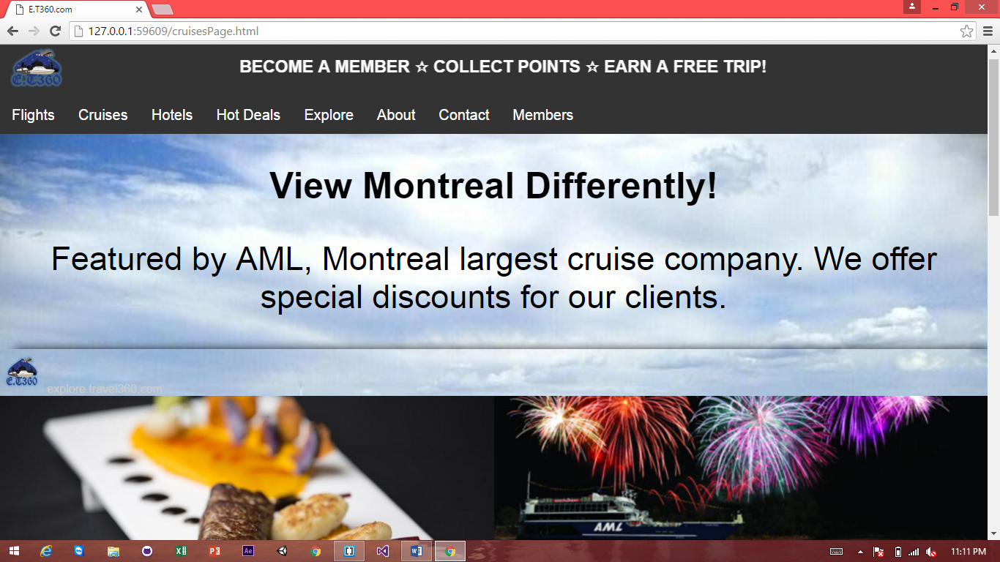 E.T360.com
127.0.0.1:59609/cruisesPage.html
E.T360
BECOME A MEMBER ☆ COLLECT POINTS ☆ EARN A FREE TRIP!
Flights Cruises Hotels Hot Deals Explore About Contact Members
View Montreal Differently!
Featured by AML, Montreal largest cruise company. We offer
special discounts for our clients.
E.T360
explore.travel360.com
AML
11:11 PM